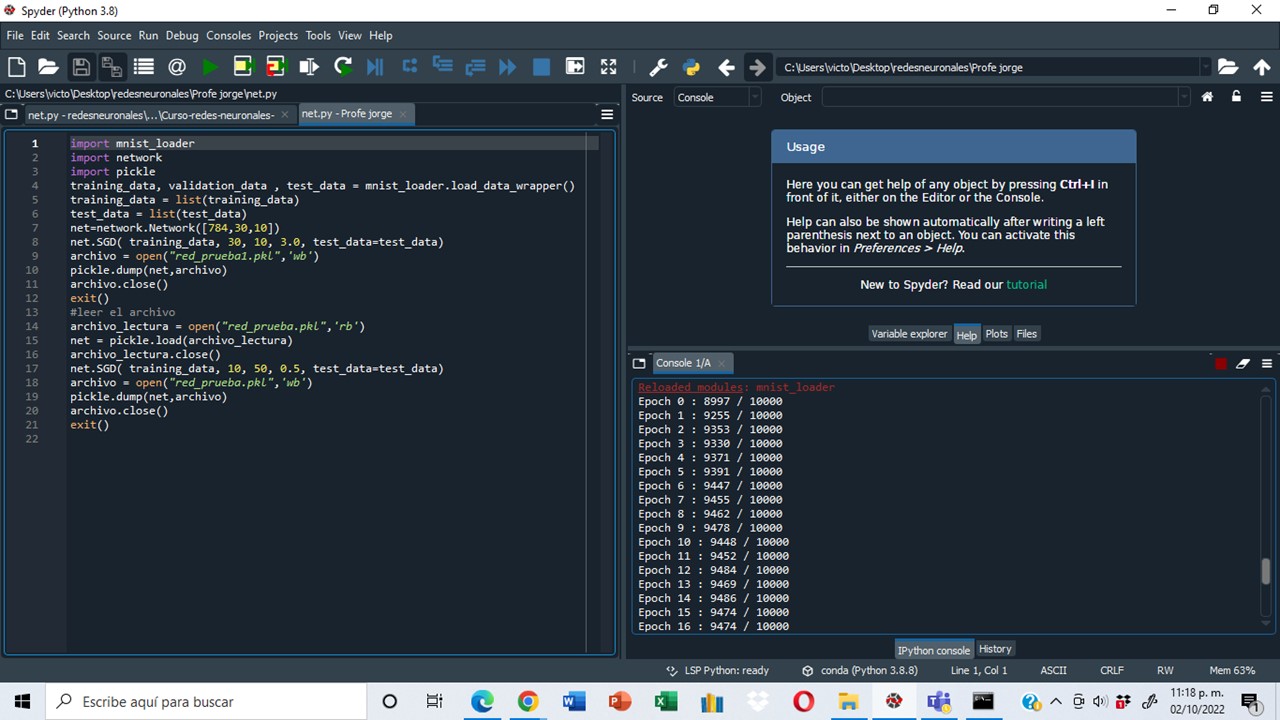 Spyder (Python 3.8)
File Edit Search Source Run Debug Consoles Projects Tools View Help
C:\Users\victo\Desktop\redesneuronales\Profe jorge
C:\Users\victo\Desktop\redesneuronales\Profe jorge\net.py
net.py - redesneuronales\...\Curso-redes-neuronales-
net.py - Profe jorge
1 import mnist_loader
2 import network
3 import pickle
4 training_data, validation_data , test_data = mnist_loader.load_data_wrapper()
5 training_data = list(training_data)
6 test_data = list(test_data)
7 net=network.Network([784,30,10])
8 net.SGD( training_data, 30, 10, 3.0, test_data=test_data)
9 archivo = open("red_prueba1.pkl",'wb')
10 pickle.dump(net,archivo)
11 archivo.close()
12 exit()
13 #leer el archivo
14 archivo_lectura = open("red_prueba.pkl",'rb')
15 net = pickle.load(archivo_lectura)
16 archivo_lectura.close()
17 net.SGD( training_data, 10, 50, 0.5, test_data=test_data)
18 archivo = open("red_prueba.pkl",'wb')
19 pickle.dump(net,archivo)
20 archivo.close()
21 exit()
22
Source Console Object
Usage
Here you can get help of any object by pressing Ctrl+I in
front of it, either on the Editor or the Console.
Help can also be shown automatically after writing a left
parenthesis next to an object. You can activate this
behavior in Preferences > Help.
New to Spyder? Read our tutorial
Variable explorer Help Plots Files
Console 1/A
Reloaded modules: mnist_loader
Epoch 0 : 8997 / 10000
Epoch 1 : 9255 / 10000
Epoch 2 : 9353 / 10000
Epoch 3 : 9330 / 10000
Epoch 4 : 9371 / 10000
Epoch 5 : 9391 / 10000
Epoch 6 : 9447 / 10000
Epoch 7 : 9455 / 10000
Epoch 8 : 9462 / 10000
Epoch 9 : 9478 / 10000
Epoch 10 : 9448 / 10000
Epoch 11 : 9452 / 10000
Epoch 12 : 9484 / 10000
Epoch 13 : 9469 / 10000
Epoch 14 : 9486 / 10000
Epoch 15 : 9474 / 10000
Epoch 16 : 9474 / 10000
IPython console History
LSP Python: ready conda (Python 3.8.8) Line 1, Col 1 ASCII CRLF RW Mem 63%
Escribe aquí para buscar
11:18 p. m.
02/10/2022